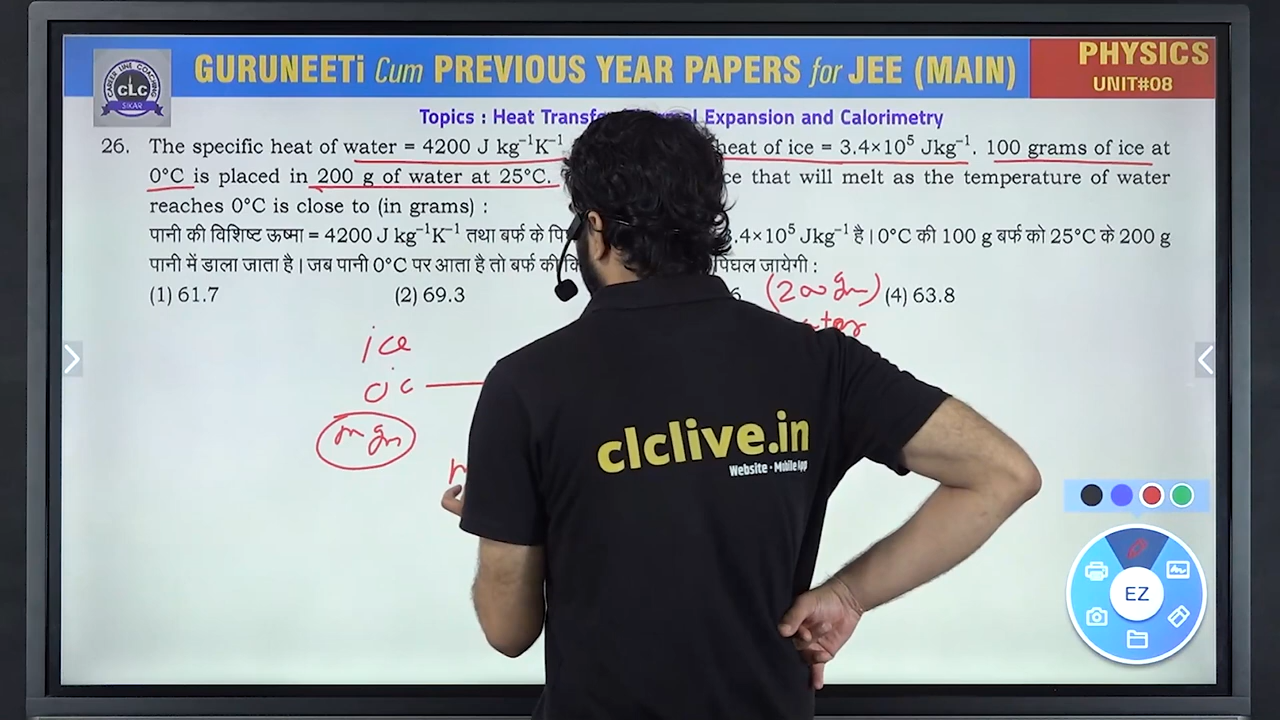 GURUNEETi Cum PREVIOUS YEAR PAPERS for JEE (MAIN)
PHYSICS
UNIT#08
CAREER LINE COACHING
CLC
SIKAR
Topics : Heat Expansion and Calorimetry
26. The specific heat of water = 4200 J kg⁻¹K⁻¹ heat of ice = 3.4×10⁵ Jkg⁻¹. 100 grams of ice at
0°C is placed in 200 g of water at 25°C. that will melt as the temperature of water
reaches 0°C is close to (in grams) :
पानी की विशिष्ट ऊष्मा = 4200 J kg⁻¹K⁻¹ तथा बर्फ के .4×10⁵ Jkg⁻¹ है। 0°C की 100 g बर्फ को 25°C के 200 g
पानी में डाला जाता है। जब पानी 0°C पर आता है तो बर्फ की पिघल जायेगी :
(1) 61.7 (2) 69.3 (4) 63.8
(200 gm)
ice
0°C
m gm
clclive.in
Website • Mobile App
EZ